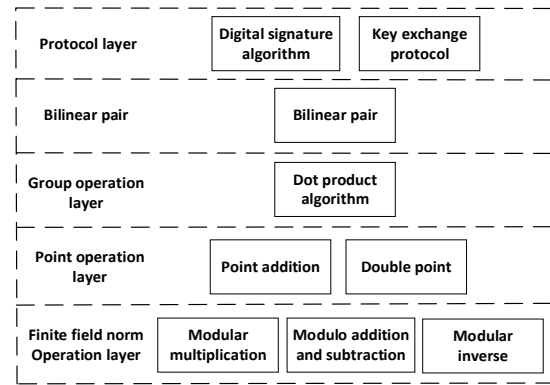 Protocol layer
Digital signature
algorithm
Key exchange
protocol
Bilinear pair
Bilinear pair
Group operation
layer
Dot product
algorithm
Point operation
layer
Point addition
Double point
Finite field norm
Operation layer
Modular
multiplication
Modulo addition
and subtraction
Modular
inverse